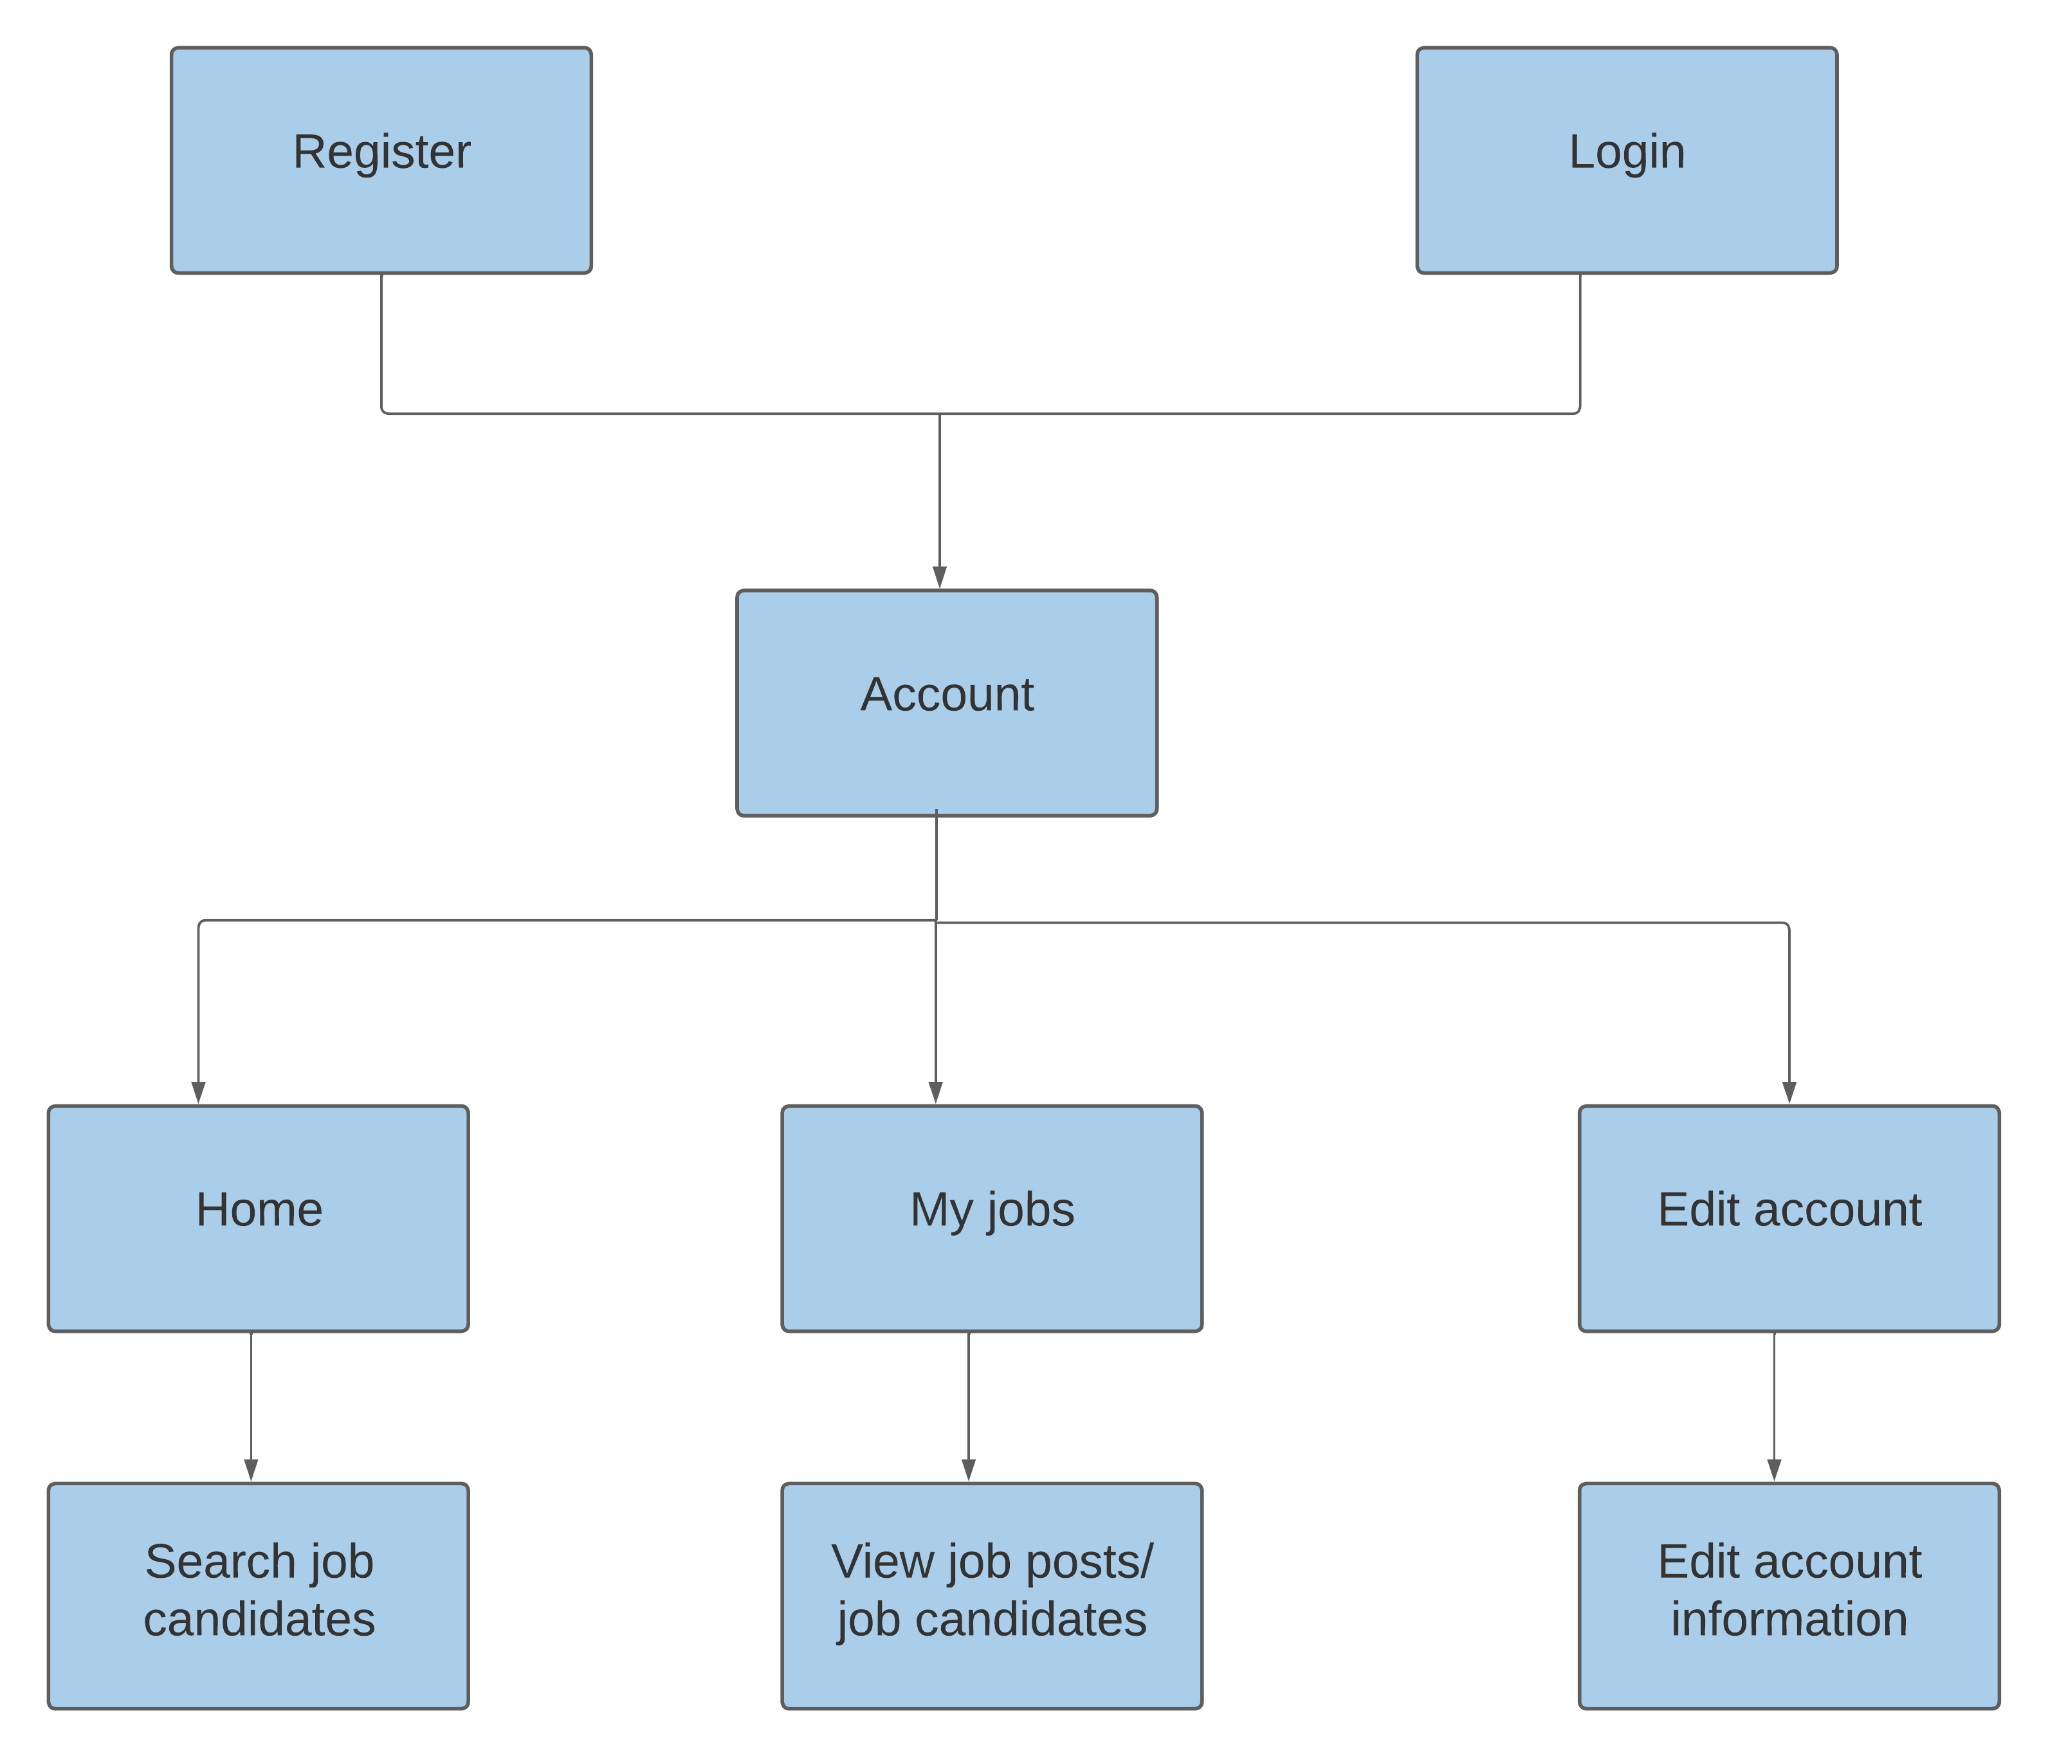 Register
Login
Account
Home
My jobs
Edit account
Search job
candidates
View job posts/
job candidates
Edit account
information